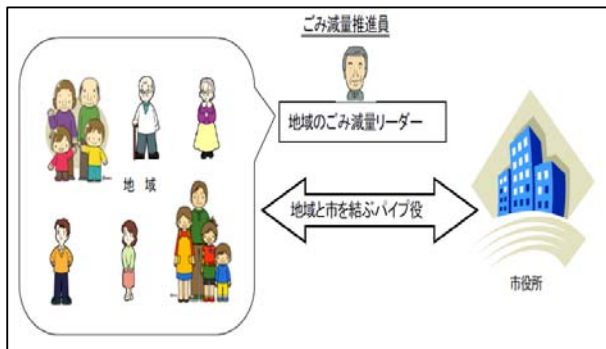 ごみ減量推進員
地域のごみ減量リーダー
地 域
地域と市を結ぶパイプ役
市役所